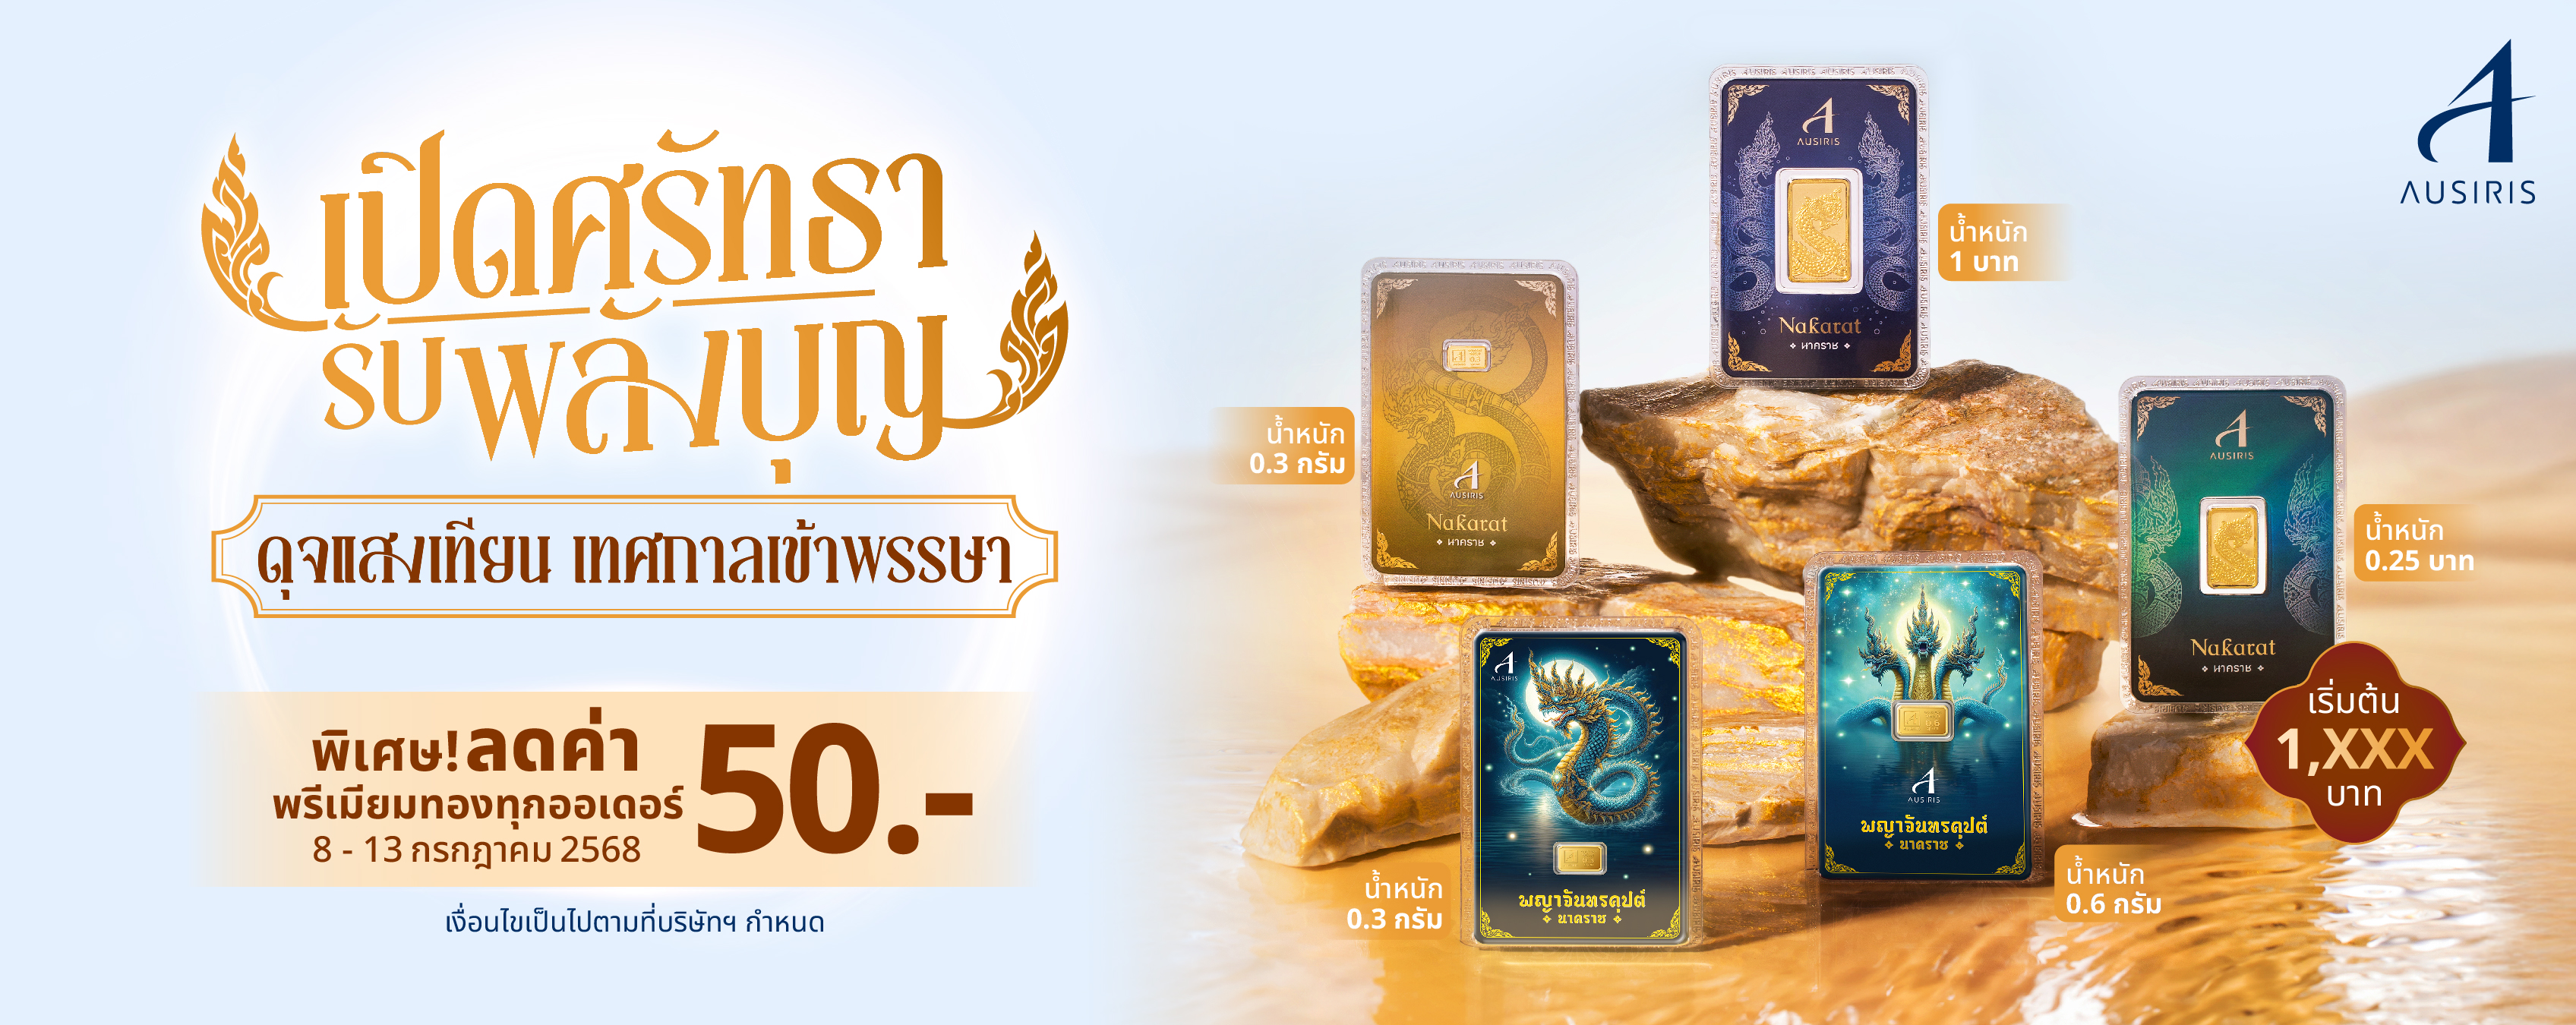 เปิดศรัทธา
รับพลังบุญ
ดุจแสงเทียน เทศกาลเข้าพรรษา
พิเศษ! ลดค่า
พรีเมียมทองทุกออเดอร์
50.-
8 - 13 กรกฎาคม 2568
เงื่อนไขเป็นไปตามที่บริษัทฯ กำหนด
AUSIRIS
AUSIRIS
Nakarat
นาคราช
น้ำหนัก
1 บาท
น้ำหนัก
0.3 กรัม
AUSIRIS
Nakarat
นาคราช
AUSIRIS
Nakarat
นาคราช
น้ำหนัก
0.25 บาท
เริ่มต้น
1,XXX
บาท
AUSIRIS
พญาจันทรคุปต์
นาคราช
น้ำหนัก
0.3 กรัม
AUSIRIS
พญาจันทรคุปต์
นาคราช
น้ำหนัก
0.6 กรัม